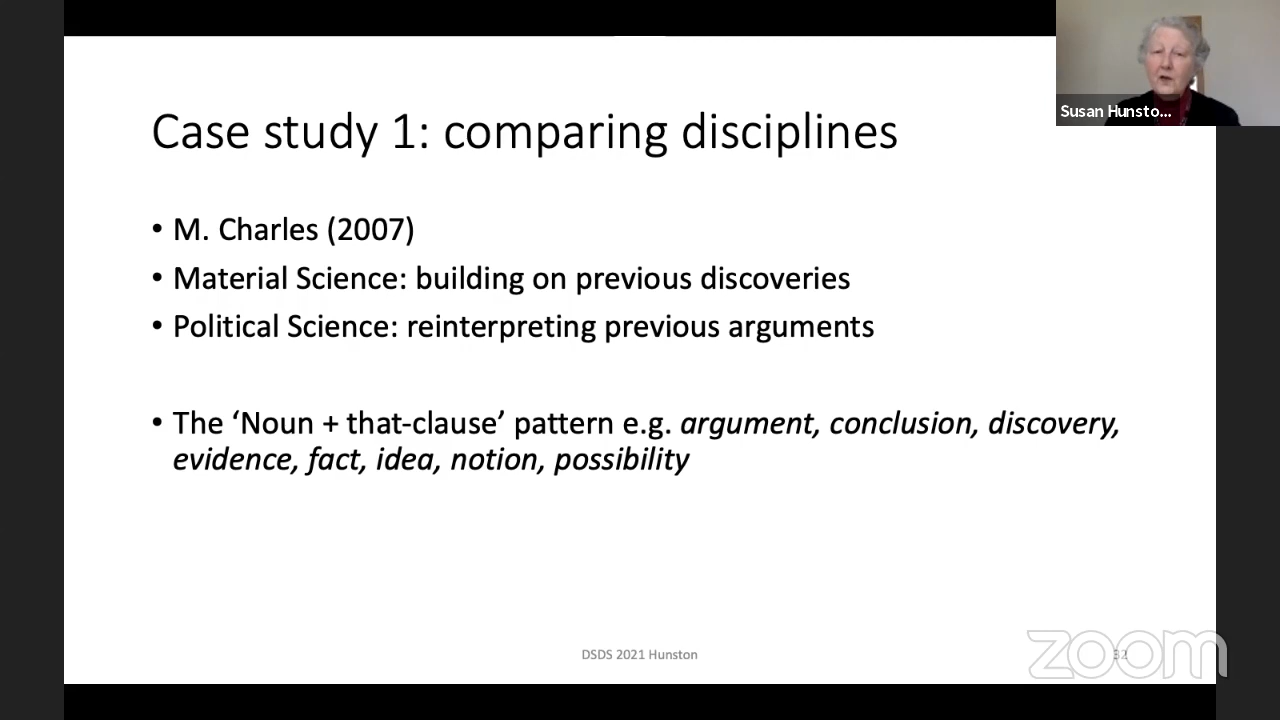 Susan Hunsto...
Case study 1: comparing disciplines
• M. Charles (2007)
• Material Science: building on previous discoveries
• Political Science: reinterpreting previous arguments
• The ‘Noun + that-clause’ pattern e.g. argument, conclusion, discovery,
evidence, fact, idea, notion, possibility
DSDS 2021 Hunston
32
zoom